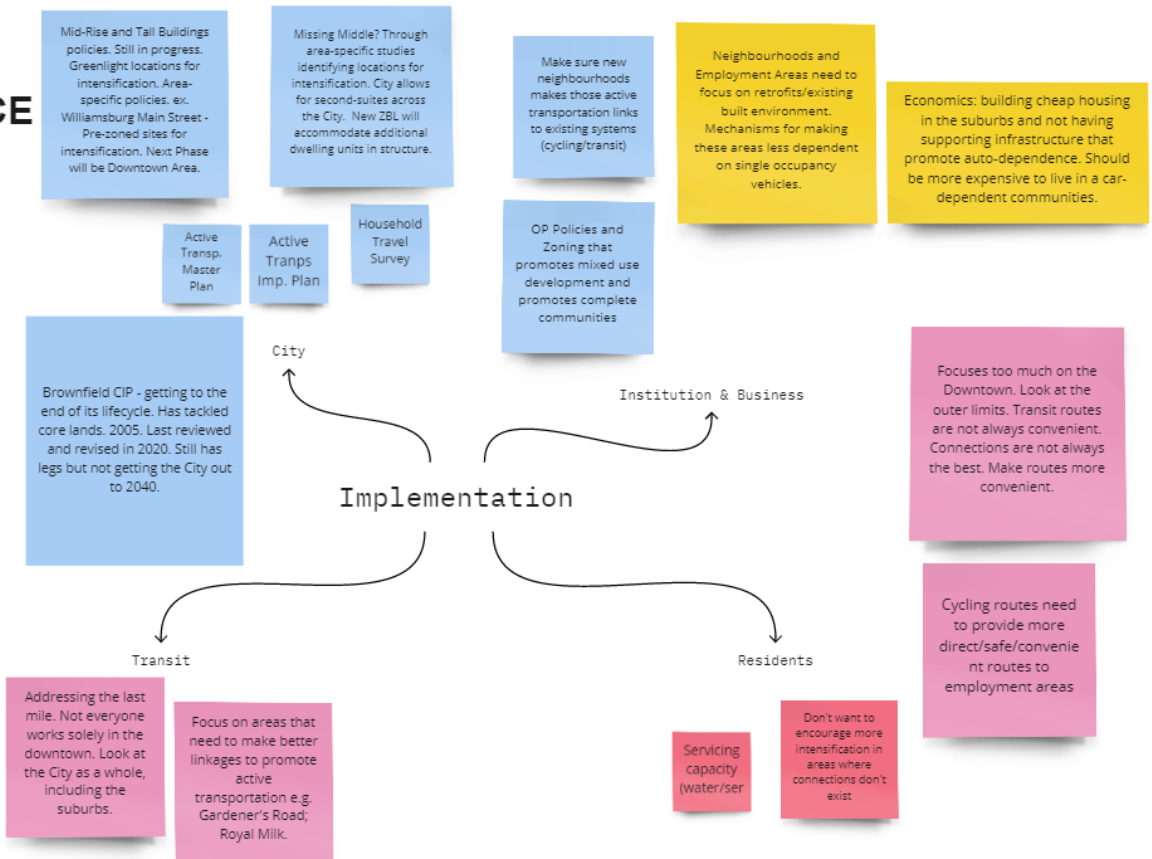 CE
Mid-Rise and Tall Buildings
policies. Still in progress.
Greenlight locations for
intensification. Area-
specific policies. ex.
Williamsburg Main Street -
Pre-zoned sites for
intensification. Next Phase
will be Downtown Area.
Missing Middle? Through
area-specific studies
identifying locations for
intensification. City allows
for second-suites across
the City.  New ZBL will
accommodate additional
dwelling units in structure.
Make sure new
neighbourhoods
makes those active
transportation links
to existing systems
(cycling/transit)
Neighbourhoods and
Employment Areas need to
focus on retrofits/existing
built environment.
Mechanisms for making
these areas less dependent
on single occupancy
vehicles.
Economics: building cheap housing
in the suburbs and not having
supporting infrastructure that
promote auto-dependence. Should
be more expensive to live in a car-
dependent communities.
Active
Transp.
Master
Plan
Active
Tranps
Imp. Plan
Household
Travel
Survey
OP Policies and
Zoning that
promotes mixed use
development and
promotes complete
communities
Brownfield CIP - getting to the
end of its lifecycle. Has tackled
core lands. 2005. Last reviewed
and revised in 2020. Still has
legs but not getting the City out
to 2040.
City
Institution & Business
Implementation
Focuses too much on the
Downtown. Look at the
outer limits. Transit routes
are not always convenient.
Connections are not always
the best. Make routes more
convenient.
Cycling routes need
to provide more
direct/safe/convenie
nt routes to
employment areas
Transit
Residents
Addressing the last
mile. Not everyone
works solely in the
downtown. Look at
the City as a whole,
including the
suburbs.
Focus on areas that
need to make better
linkages to promote
active
transportation e.g.
Gardener's Road;
Royal Milk.
Servicing
capacity
(water/ser
Don't want to
encourage more
intensification in
areas where
connections don't
exist